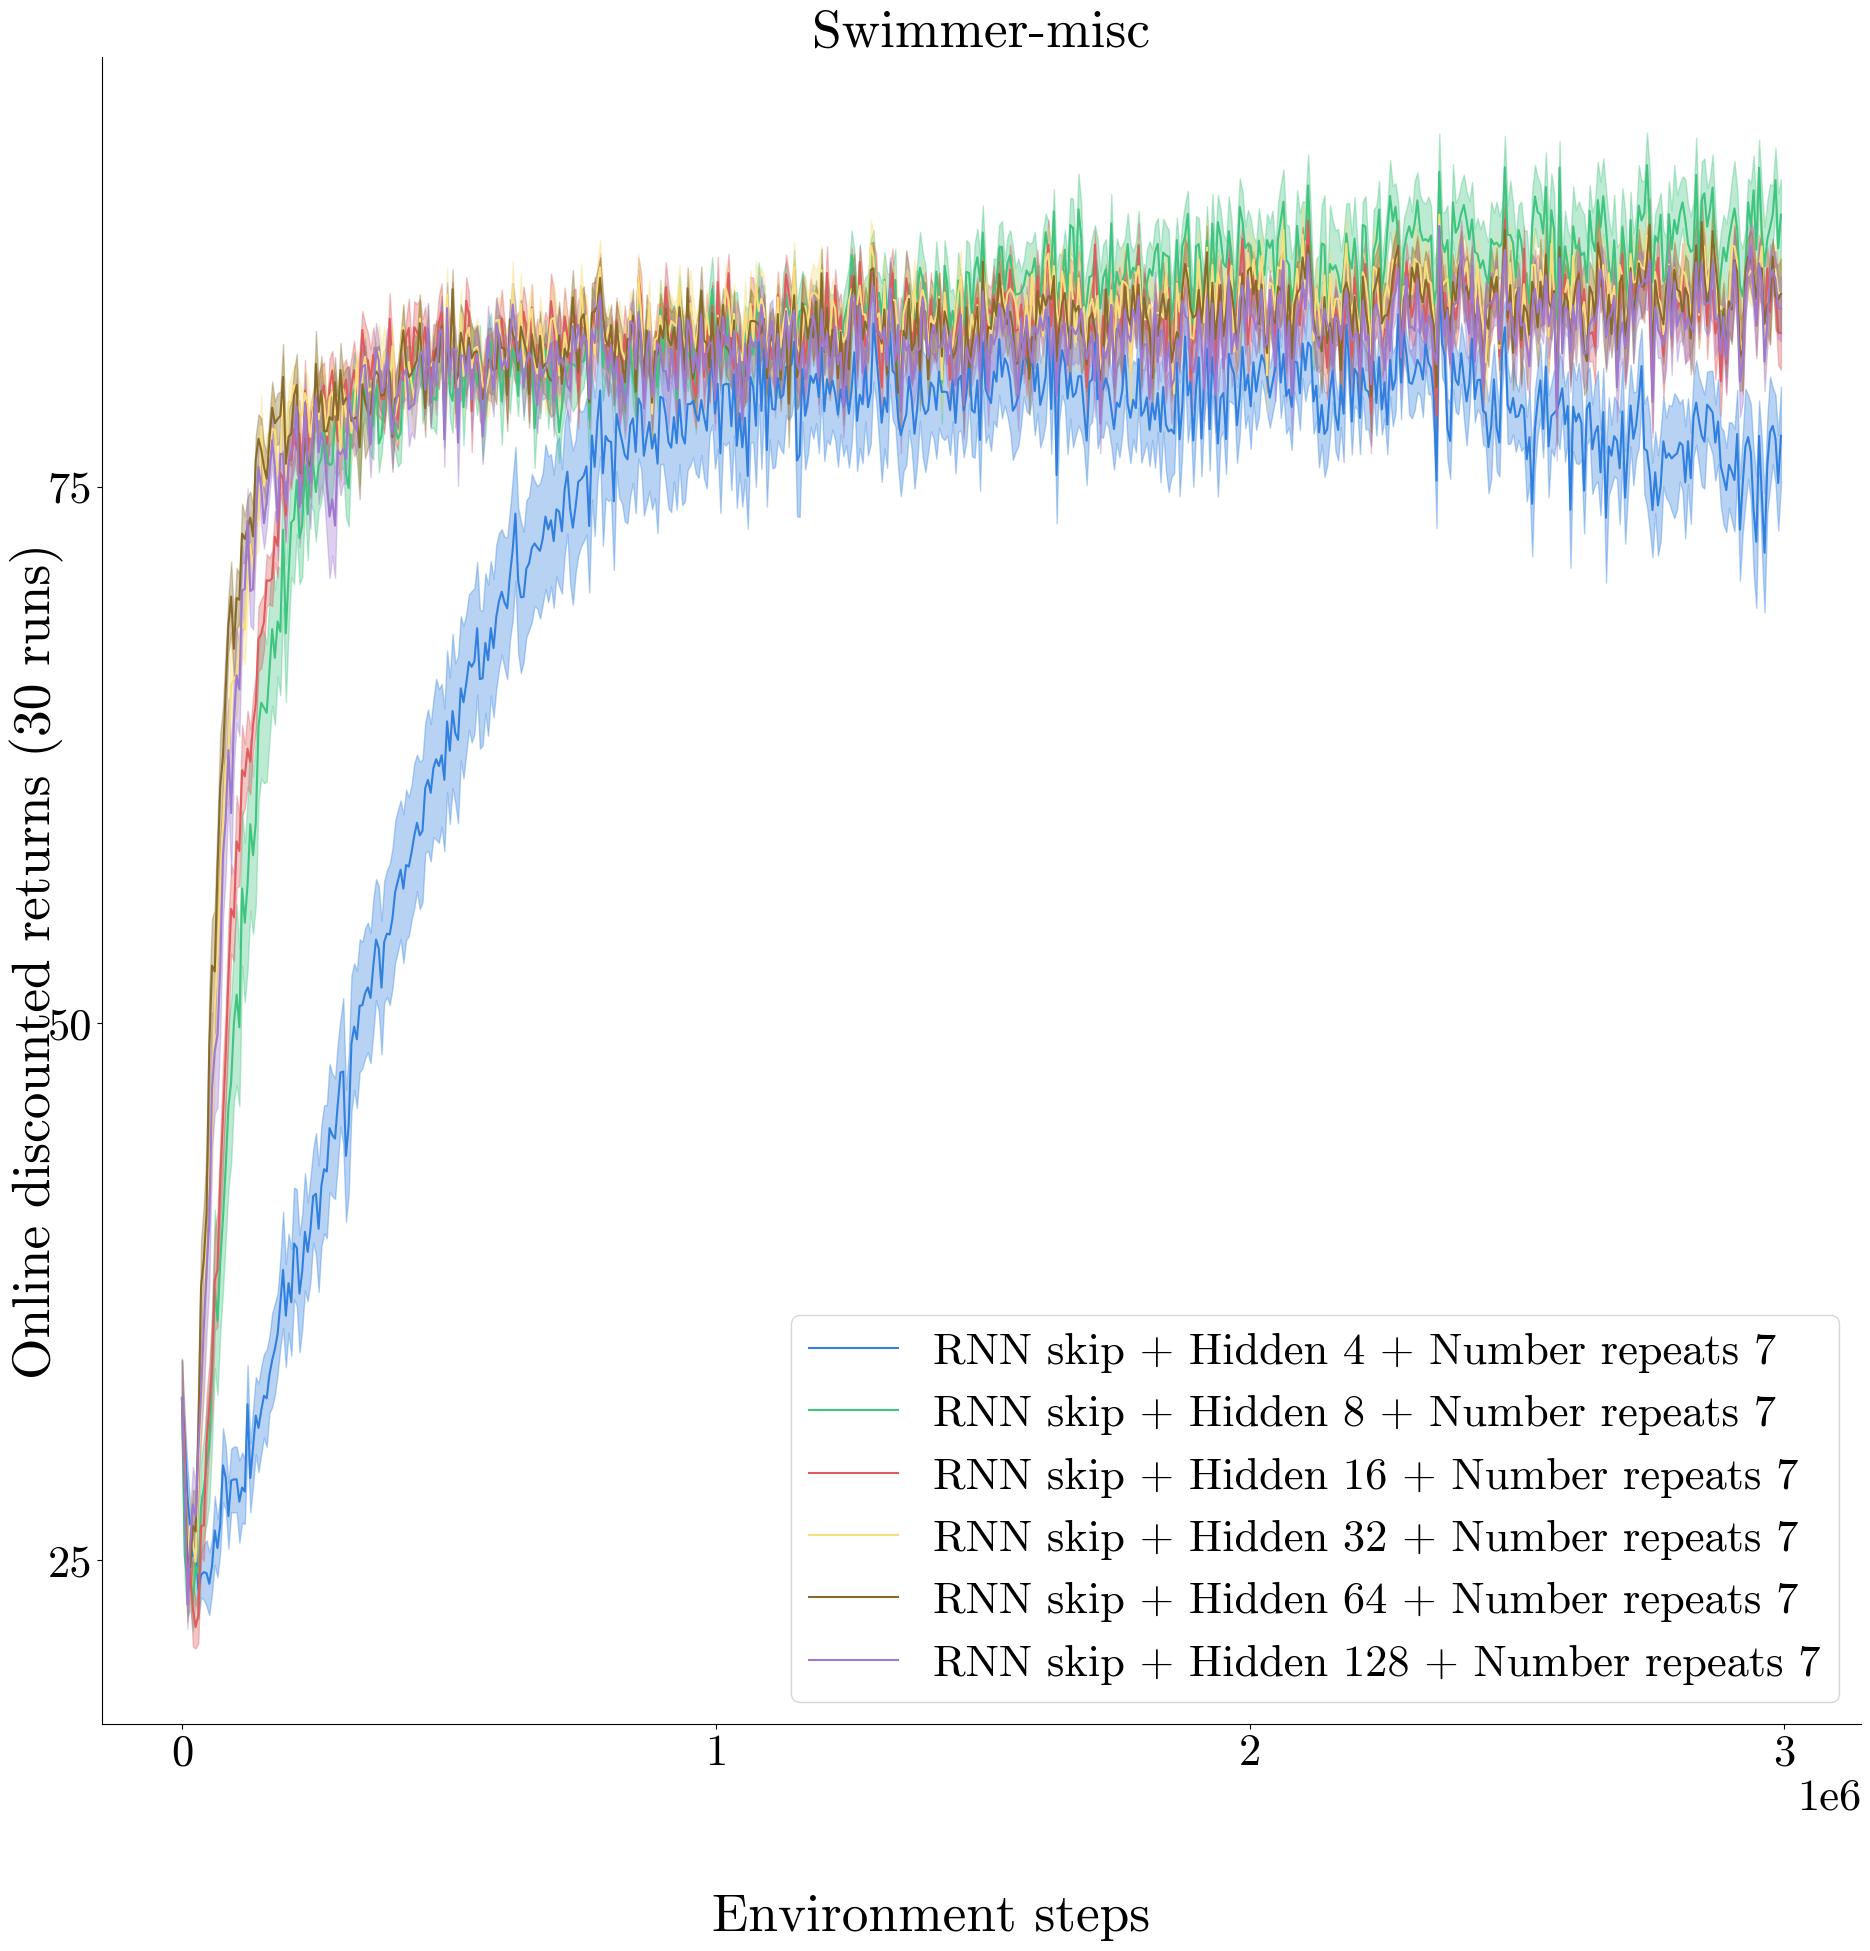 Swimmer-misc
Online discounted returns (30 runs)
75
50
25
RNN skip + Hidden 4 + Number repeats 7
RNN skip + Hidden 8 + Number repeats 7
RNN skip + Hidden 16 + Number repeats 7
RNN skip + Hidden 32 + Number repeats 7
RNN skip + Hidden 64 + Number repeats 7
RNN skip + Hidden 128 + Number repeats 7
0 1 2 3
1e6
Environment steps